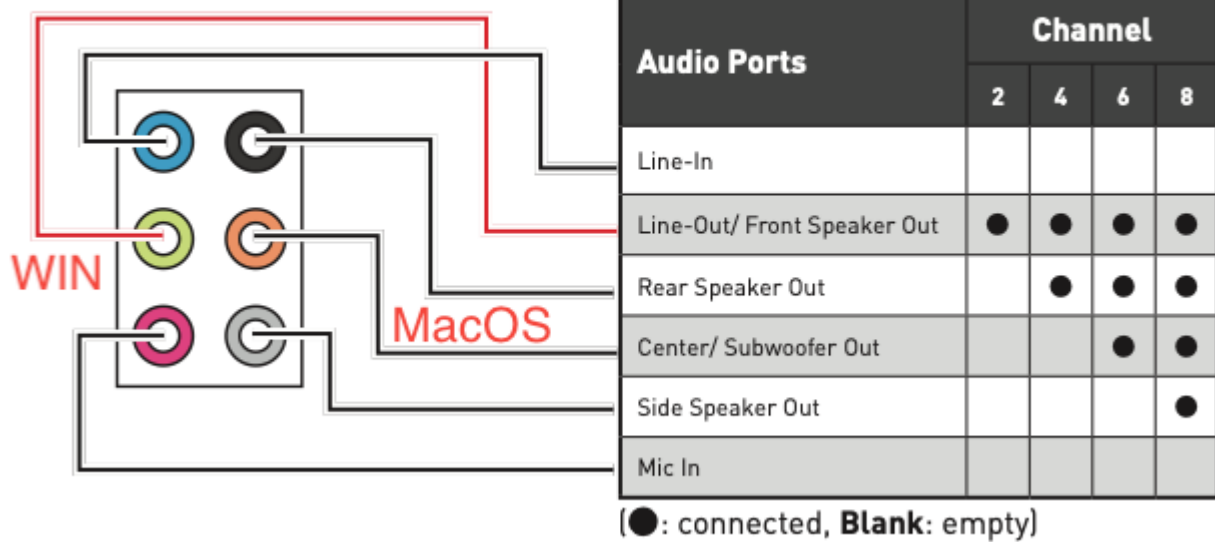 Audio Ports
Channel
2 4 6 8
Line-In
Line-Out/ Front Speaker Out ● ● ● ●
WIN
Rear Speaker Out ● ● ●
MacOS
Center/ Subwoofer Out ● ●
Side Speaker Out ●
Mic In
(●: connected, Blank: empty)